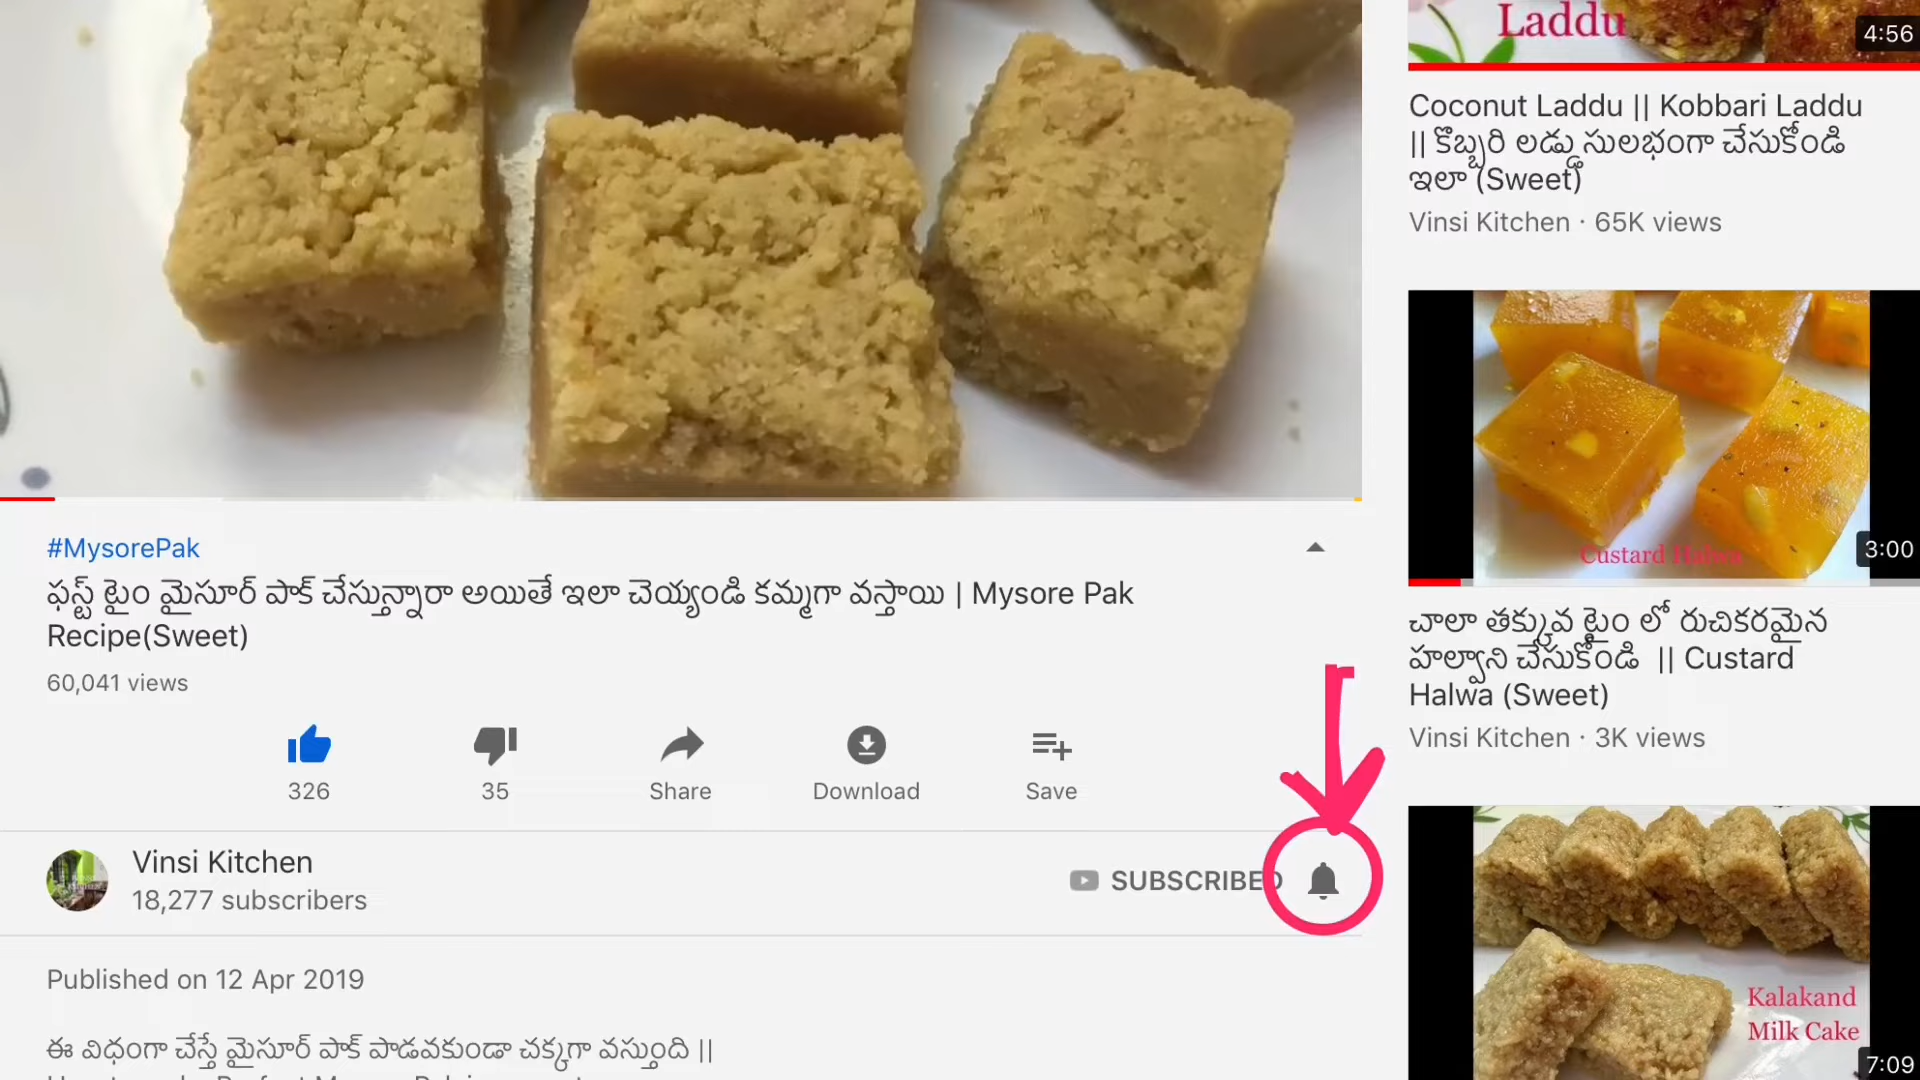 #MysorePak
ఫస్ట్ టైం మైసూర్ పాక్ చేస్తున్నారా అయితే ఇలా చెయ్యండి కమ్మగా వస్తాయి | Mysore Pak
Recipe(Sweet)
60,041 views
326
35
Share
Download
Save
Vinsi Kitchen
18,277 subscribers
SUBSCRIBED
Published on 12 Apr 2019
ఈ విధంగా చేస్తే మైసూర్ పాక్ పాడవకుండా చక్కగా వస్తుంది ||
Laddu
4:56
Coconut Laddu || Kobbari Laddu
|| కొబ్బరి లడ్డు సులభంగా చేసుకోండి
ఇలా (Sweet)
Vinsi Kitchen · 65K views
Custard Halwa
3:00
చాలా తక్కువ టైం లో రుచికరమైన
హల్వాని చేసుకోండి || Custard
Halwa (Sweet)
Vinsi Kitchen · 3K views
Kalakand
Milk Cake
7:09